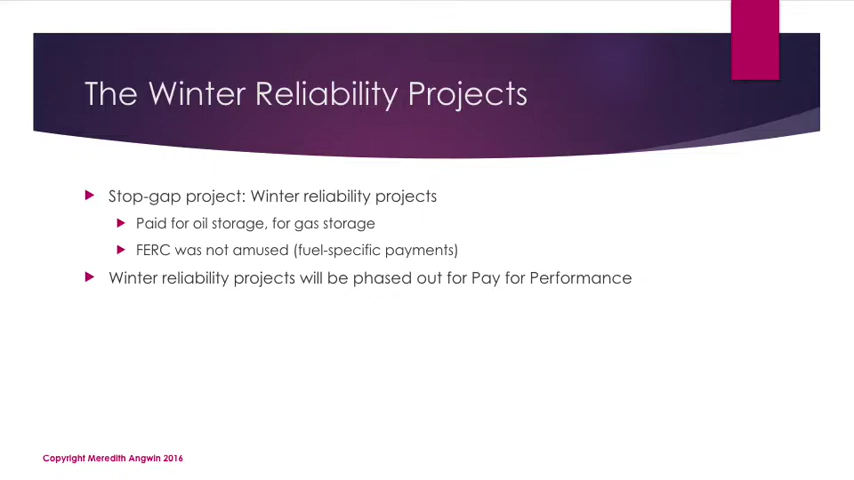 The Winter Reliability Projects
Stop-gap project: Winter reliability projects
Paid for oil storage, for gas storage
FERC was not amused (fuel-specific payments)
Winter reliability projects will be phased out for Pay for Performance
Copyright Meredith Angwin 2016